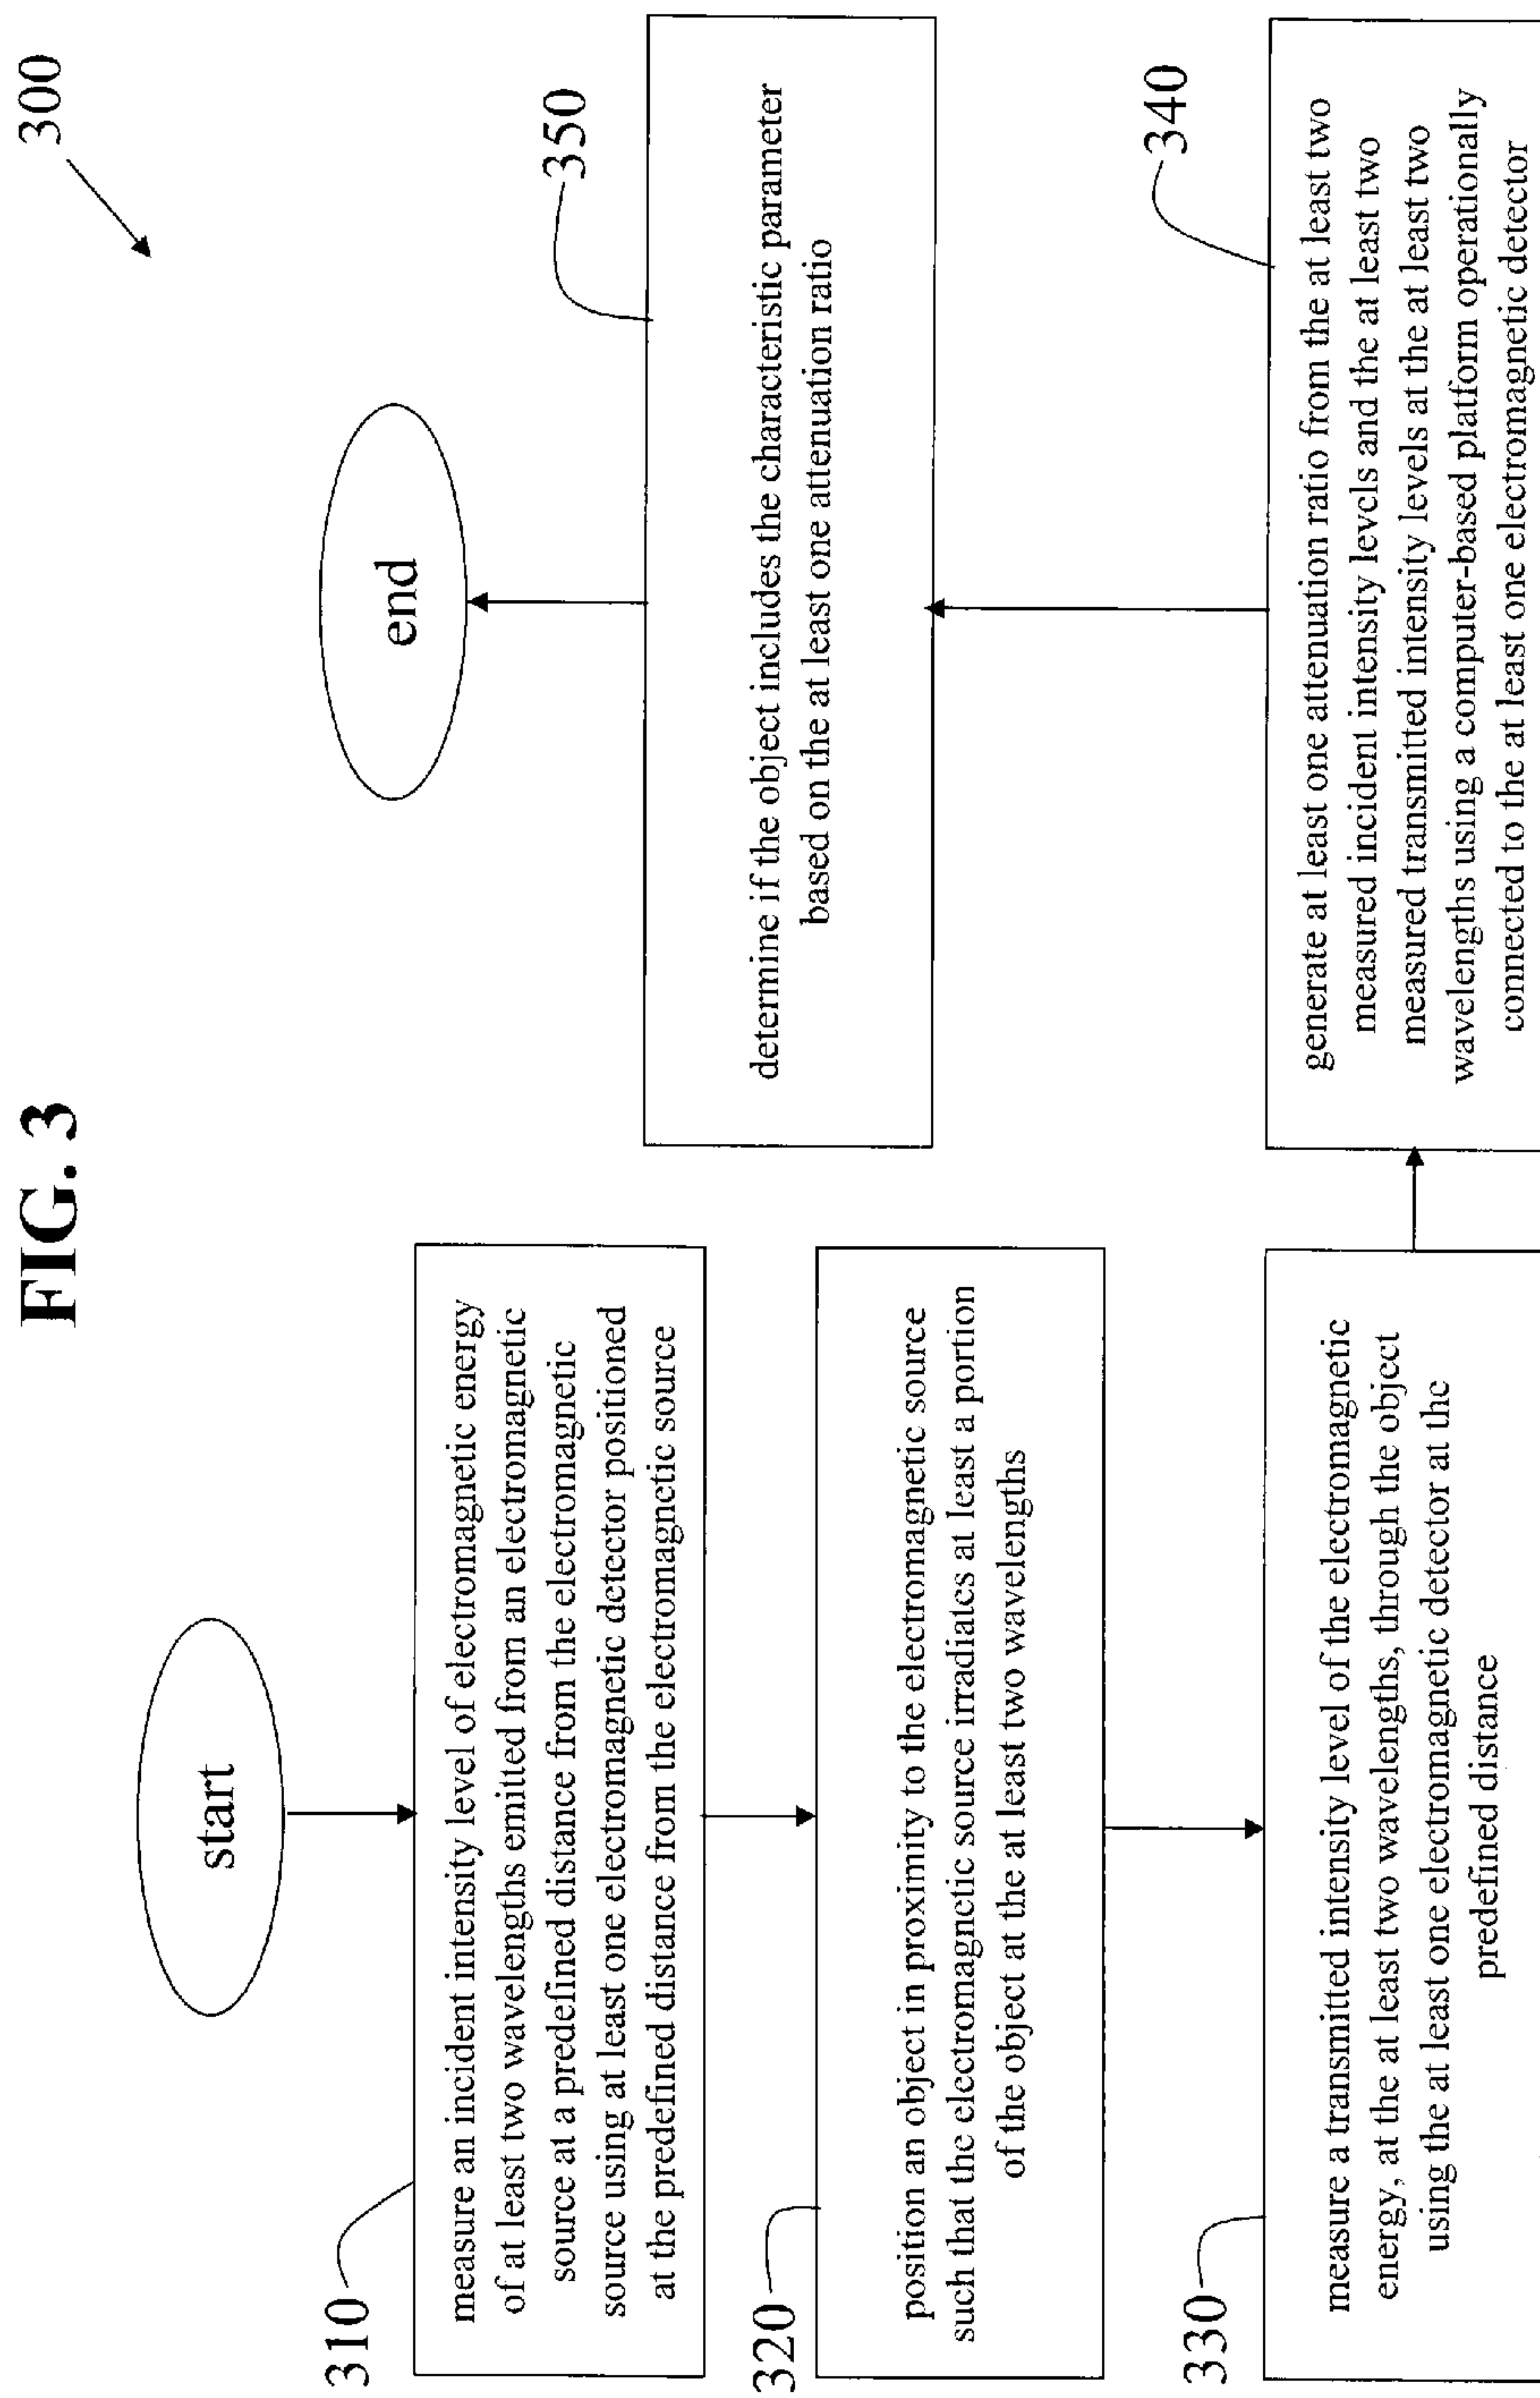 FIG. 3
300
start
310
measure an incident intensity level of electromagnetic energy
of at least two wavelengths emitted from an electromagnetic
source at a predefined distance from the electromagnetic
source using at least one electromagnetic detector positioned
at the predefined distance from the electromagnetic source
320
position an object in proximity to the electromagnetic source
such that the electromagnetic source irradiates at least a portion
of the object at the at least two wavelengths
330
measure a transmitted intensity level of the electromagnetic
energy, at the at least two wavelengths, through the object
using the at least one electromagnetic detector at the
predefined distance
340
generate at least one attenuation ratio from the at least two
measured incident intensity levels and the at least two
measured transmitted intensity levels at the at least two
wavelengths using a computer-based platform operationally
connected to the at least one electromagnetic detector
350
determine if the object includes the characteristic parameter
based on the at least one attenuation ratio
end